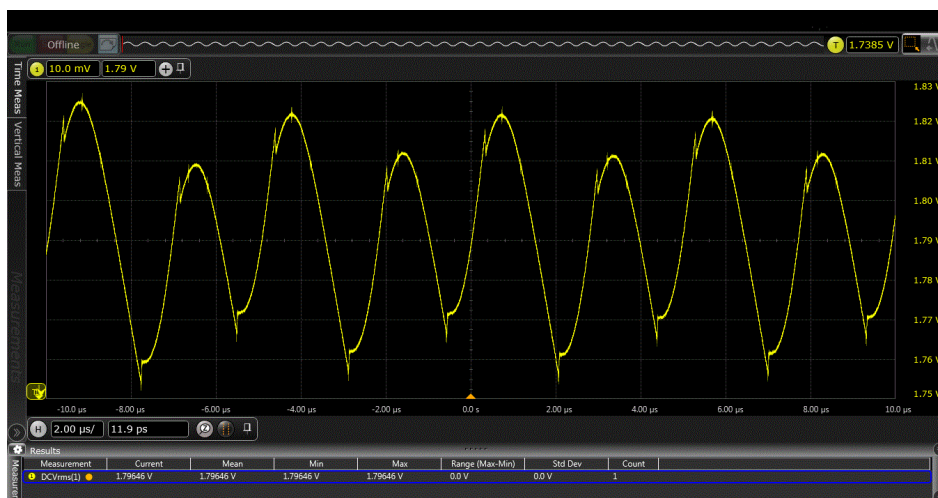 Offline
T 1.7385 V
Time Meas
Vertical Meas
Measurements
1 10.0 mV 1.79 V
1.83 V
1.82 V
1.81 V
1.80 V
1.79 V
1.78 V
1.77 V
1.76 V
1.75 V
-10.0 µs -8.00 µs -6.00 µs -4.00 µs -2.00 µs 0.0 s 2.00 µs 4.00 µs 6.00 µs 8.00 µs 10.0 µs
H 2.00 µs/ 11.9 ps
Results
Measurement Current Mean Min Max Range (Max-Min) Std Dev Count
DCVrms(1) 1.79646 V 1.79646 V 1.79646 V 1.79646 V 0.0 V 0.0 V 1